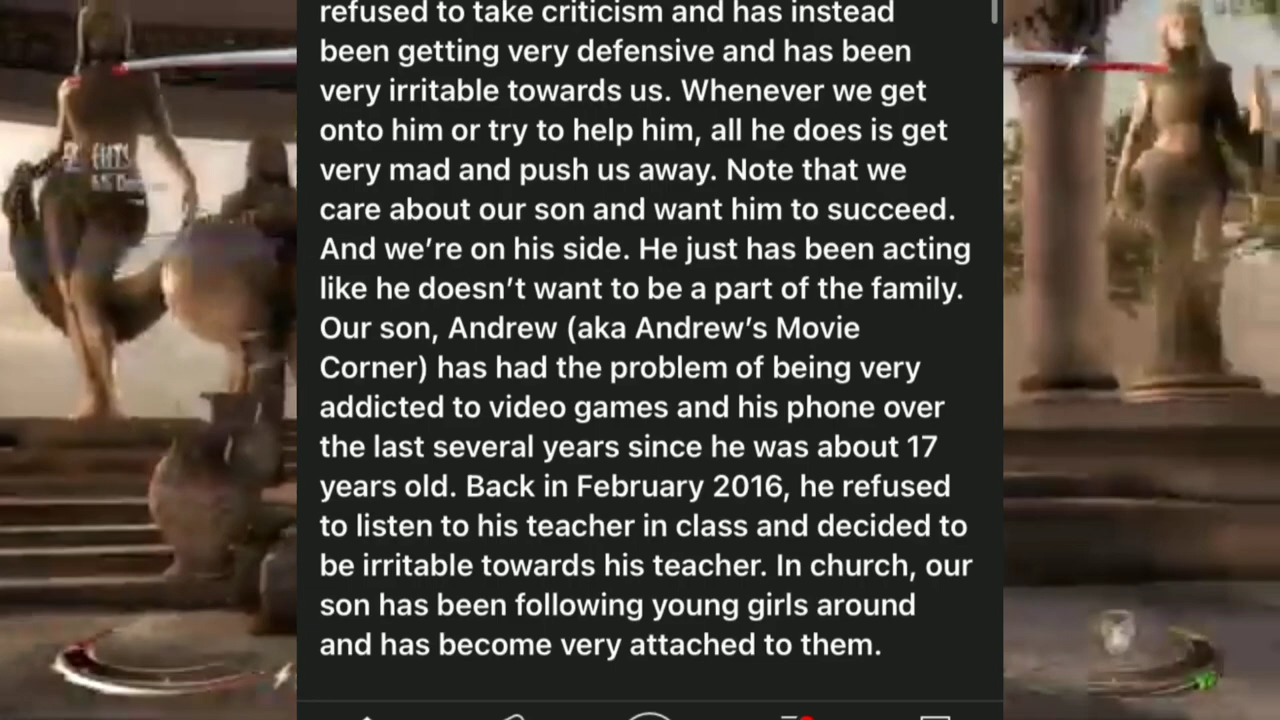 refused to take criticism and has instead
been getting very defensive and has been
very irritable towards us. Whenever we get
onto him or try to help him, all he does is get
very mad and push us away. Note that we
care about our son and want him to succeed.
And we’re on his side. He just has been acting
like he doesn’t want to be a part of the family.
Our son, Andrew (aka Andrew’s Movie
Corner) has had the problem of being very
addicted to video games and his phone over
the last several years since he was about 17
years old. Back in February 2016, he refused
to listen to his teacher in class and decided to
be irritable towards his teacher. In church, our
son has been following young girls around
and has become very attached to them.